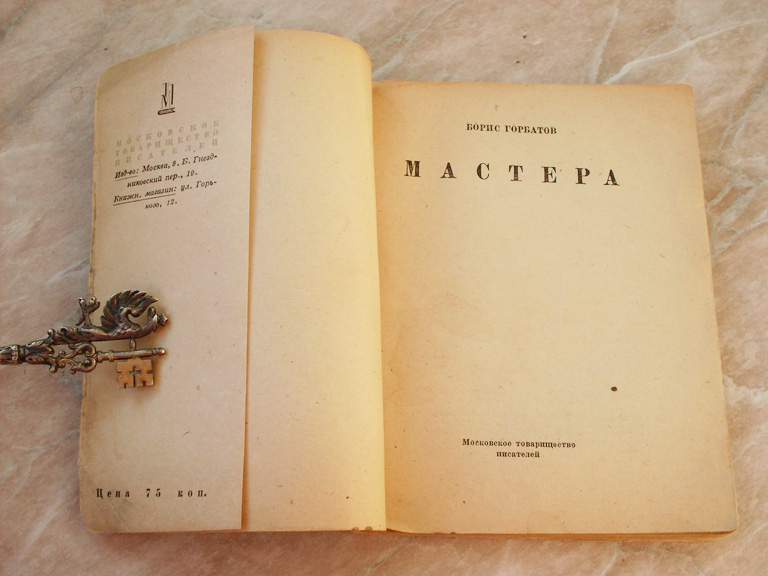 МОСКОВСКОЕ
ТОВАРИЩЕСТВО
ПИСАТЕЛЕЙ
Изд-во: Москва, 9. Б. Гнезд-
никовский пер., 10.
Книжн. магазин: ул. Горь-
кого, 12.
Цена 75 коп.
БОРИС ГОРБАТОВ
МАСТЕРА
Московское товарищество
писателей